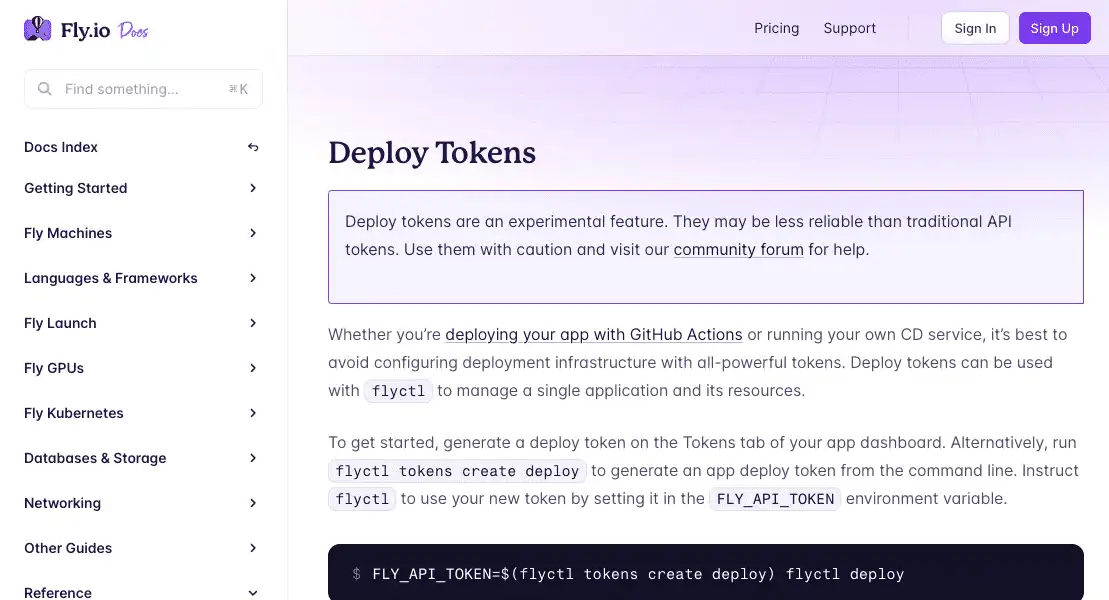 Fly.io Docs
Pricing
Support
Sign In
Sign Up
Find something...
⌘K
Docs Index
Getting Started
Fly Machines
Languages & Frameworks
Fly Launch
Fly GPUs
Fly Kubernetes
Databases & Storage
Networking
Other Guides
Reference
Deploy Tokens
Deploy tokens are an experimental feature. They may be less reliable than traditional API
tokens. Use them with caution and visit our community forum for help.
Whether you’re deploying your app with GitHub Actions or running your own CD service, it’s best to
avoid configuring deployment infrastructure with all-powerful tokens. Deploy tokens can be used
with flyctl to manage a single application and its resources.
To get started, generate a deploy token on the Tokens tab of your app dashboard. Alternatively, run
flyctl tokens create deploy to generate an app deploy token from the command line. Instruct
flyctl to use your new token by setting it in the FLY_API_TOKEN environment variable.
$ FLY_API_TOKEN=$(flyctl tokens create deploy) flyctl deploy